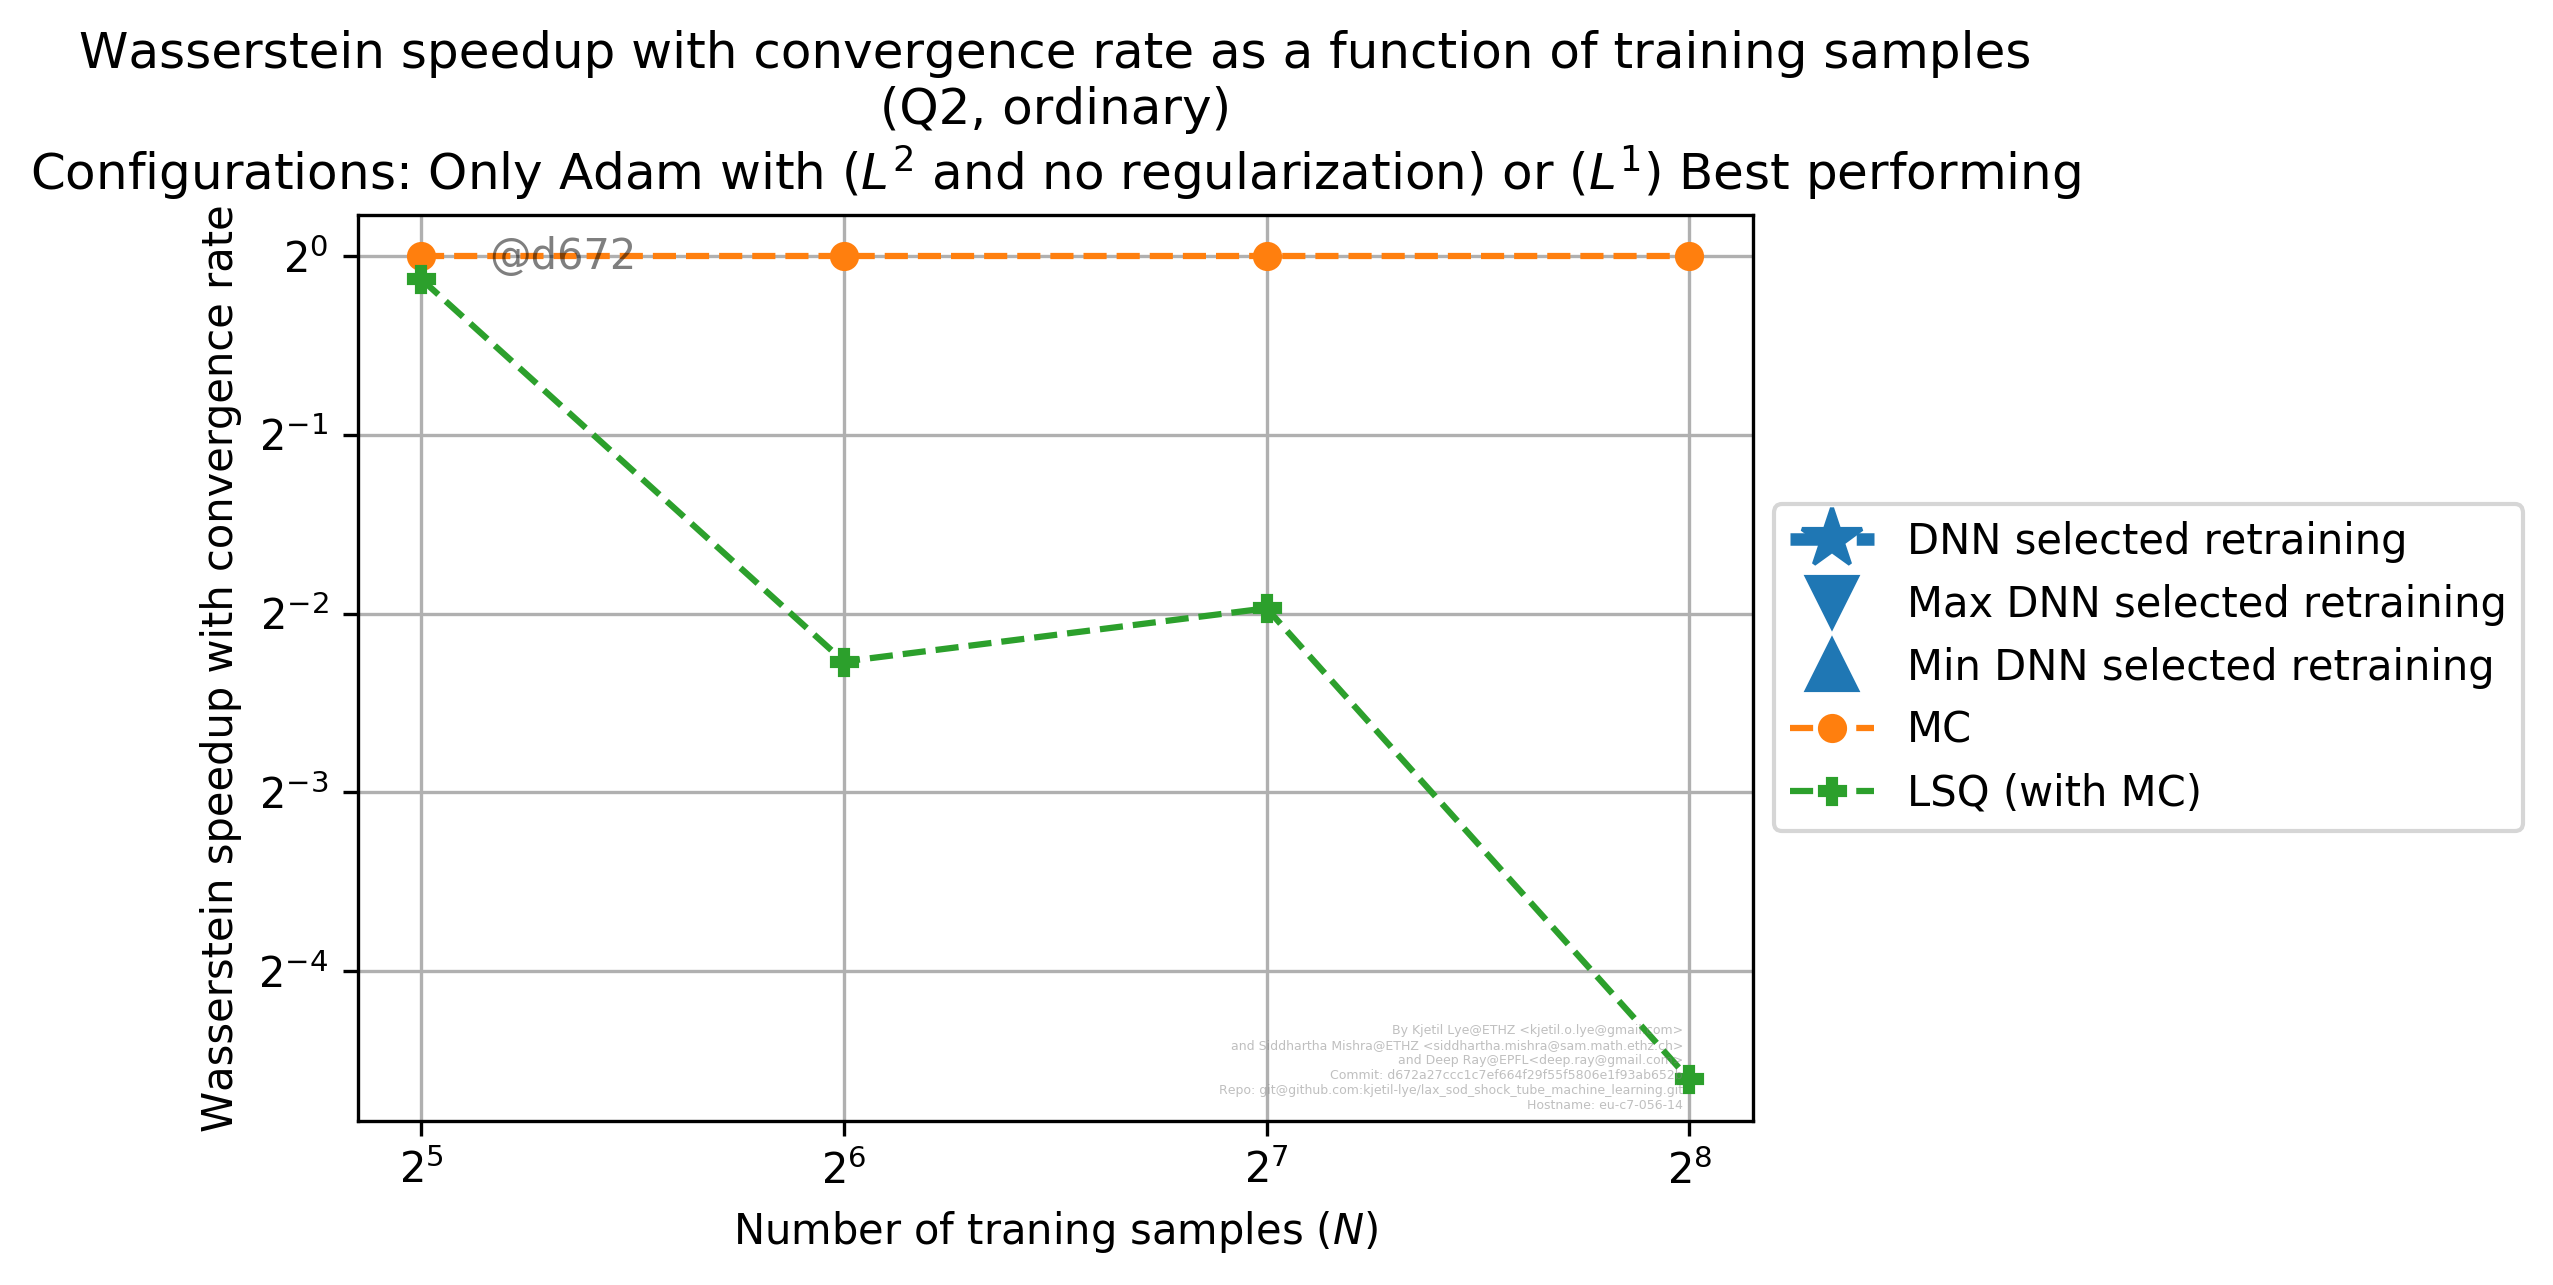 Wasserstein speedup with convergence rate as a function of training samples
(Q2, ordinary)
Configurations: Only Adam with (L² and no regularization) or (L¹) Best performing
Wasserstein speedup with convergence rate
2⁰
2⁻¹
2⁻²
2⁻³
2⁻⁴
@d672
DNN selected retraining
Max DNN selected retraining
Min DNN selected retraining
MC
LSQ (with MC)
By Kjetil Lye@ETHZ <kjetil.o.lye@gmail.com>
and Siddhartha Mishra@ETHZ <siddhartha.mishra@sam.math.ethz.ch>
and Deep Ray@EPFL<deep.ray@gmail.com>
Commit:
Repo: git@github.com:kjetil-lye/lax_sod_shock_tube_machine_learning.git
Hostname: eu-c7-056-14
2⁵ 2⁶ 2⁷ 2⁸
Number of traning samples (N)